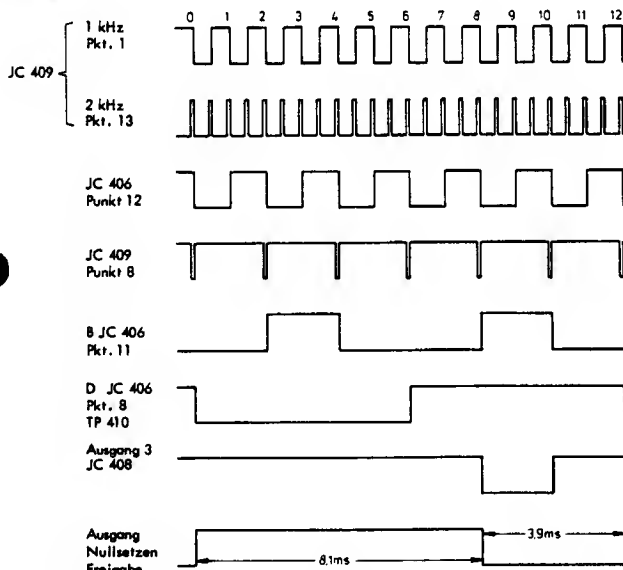 0 1 2 3 4 5 6 7 8 9 10 11 12
1 kHz
Pkt. 1
JC 409
2 kHz
Pkt. 13
JC 406
Punkt 12
JC 409
Punkt 8
B JC 406
Pkt. 11
D JC 406
Pkt. 8
TP 410
Ausgang 3
JC 408
Ausgang
Nullsetzen
Freigabe
8,1ms
3,9ms